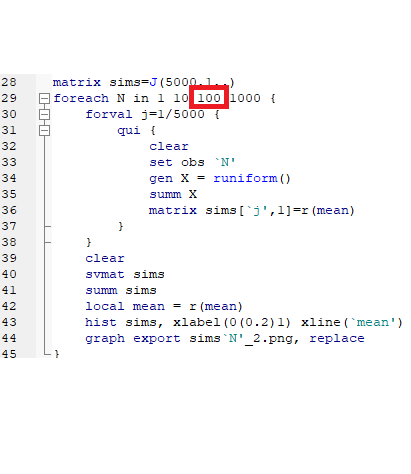 28 matrix sims=J(5000,1,.)
29 foreach N in 1 10 100 1000 {
30 forval j=1/5000 {
31 qui {
32 clear
33 set obs `N'
34 gen X = runiform()
35 summ X
36 matrix sims[`j',1]=r(mean)
37 }
38 }
39 clear
40 svmat sims
41 summ sims
42 local mean = r(mean)
43 hist sims, xlabel(0(0.2)1) xline(`mean')
44 graph export sims`N'_2.png, replace
45 }